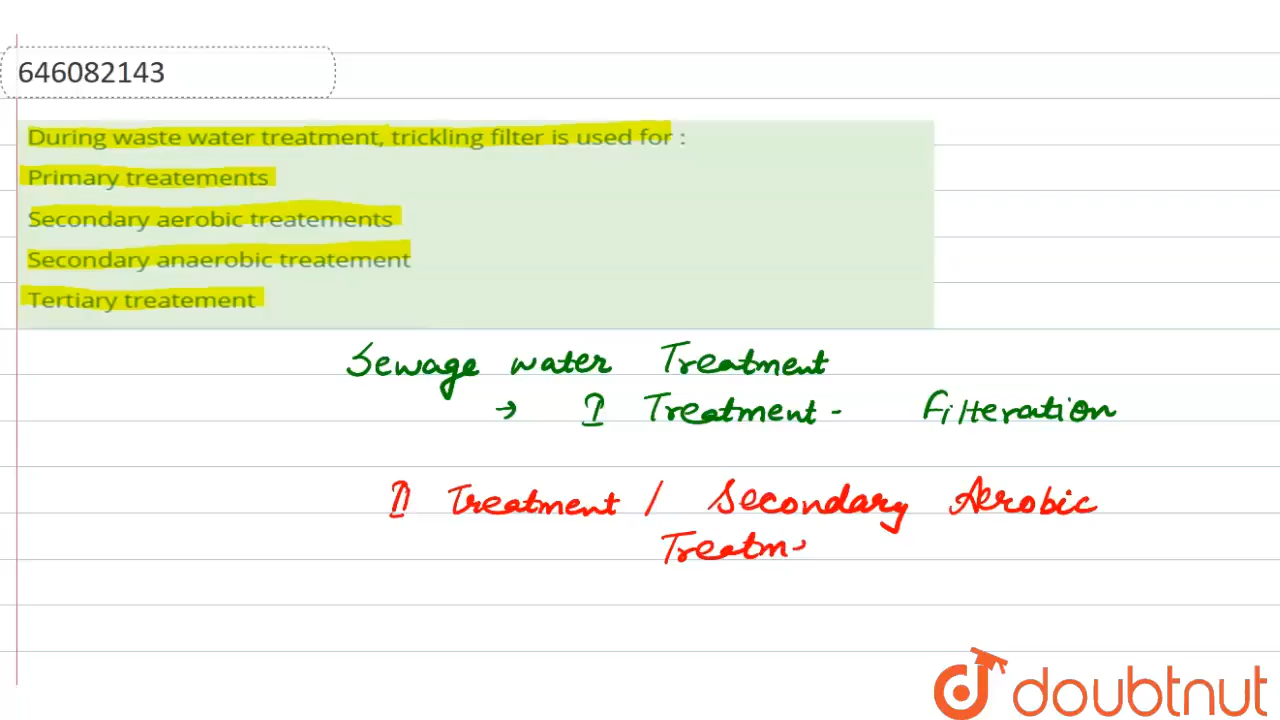 646082143
During waste water treatment, trickling filter is used for :
Primary treatements
Secondary aerobic treatements
Secondary anaerobic treatement
Tertiary treatement
Sewage water Treatment
→ I Treatment - Filteration
II Treatment / Secondary Aerobic
Treatm
doubtnut